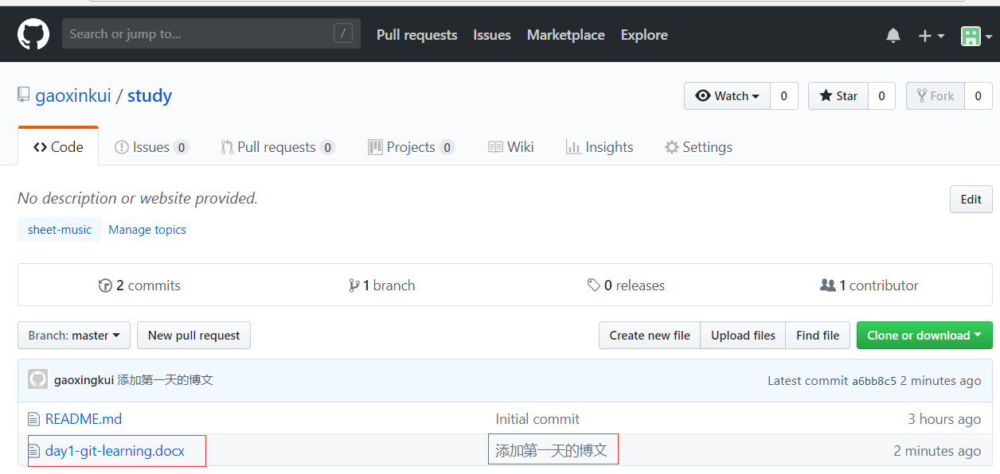 Search or jump to... / Pull requests Issues Marketplace Explore
gaoxinkui / study Watch 0 Star 0 Fork 0
Code Issues 0 Pull requests 0 Projects 0 Wiki Insights Settings
No description or website provided. Edit
sheet-music Manage topics
2 commits 1 branch 0 releases 1 contributor
Branch: master New pull request Create new file Upload files Find file Clone or download
gaoxingkui 添加第一天的博文 Latest commit a6bb8c5 2 minutes ago
README.md Initial commit 3 hours ago
day1-git-learning.docx 添加第一天的博文 2 minutes ago